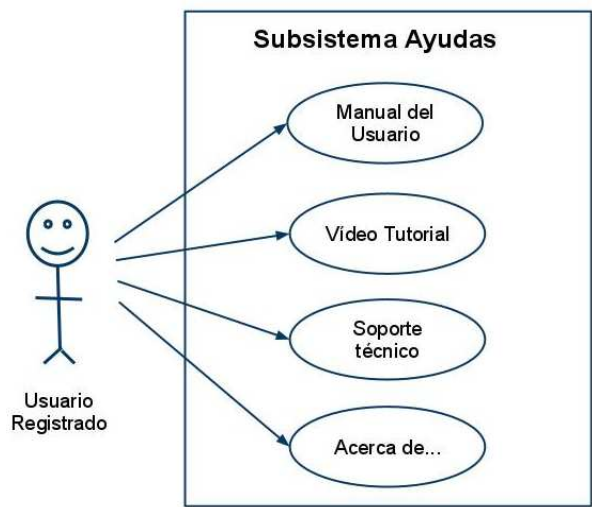 Subsistema Ayudas
Manual del
Usuario
Vídeo Tutorial
Soporte
técnico
Acerca de...
Usuario
Registrado